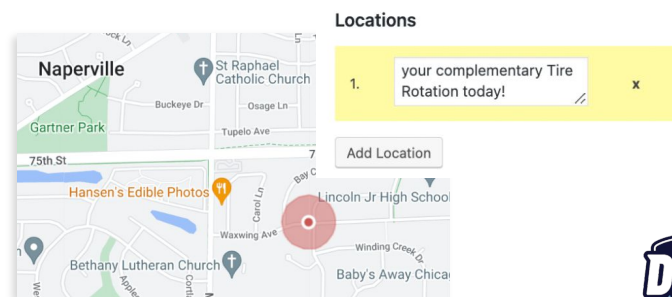 Locations
1.
your complementary Tire
Rotation today!
x
Add Location
Naperville
St Raphael
Catholic Church
Buckeye Dr
Osage Ln
Gartner Park
Tupelo Ave
75th St
7
Hansen's Edible Photos
Carol Ln
Bay C
Lincoln Jr High School
Waxwing Ave
Winding Creek Dr
Bethany Lutheran Church
Baby's Away Chica
D